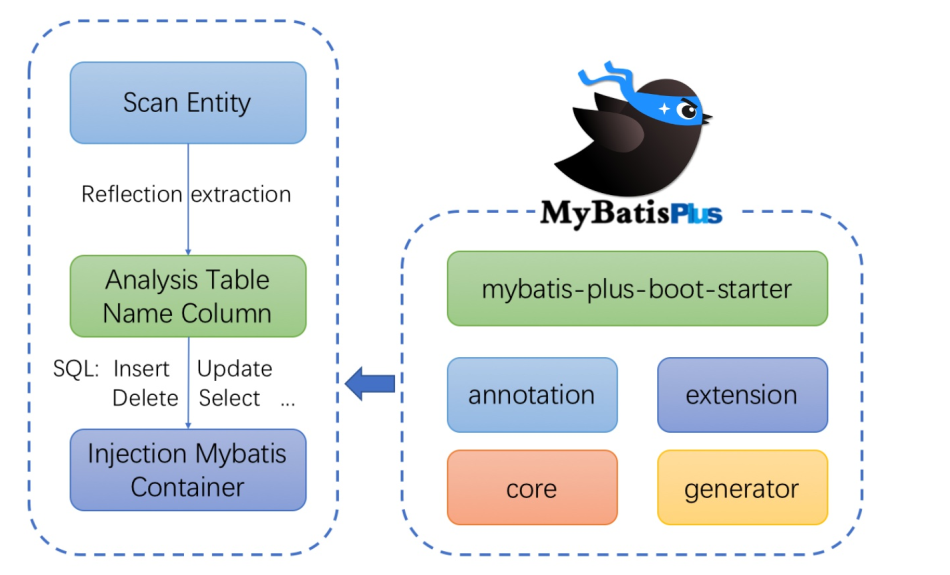 Scan Entity
Reflection extraction
Analysis Table
Name Column
SQL: Insert Update
Delete Select ...
Injection Mybatis
Container
MyBatisPlus
mybatis-plus-boot-starter
annotation
extension
core
generator